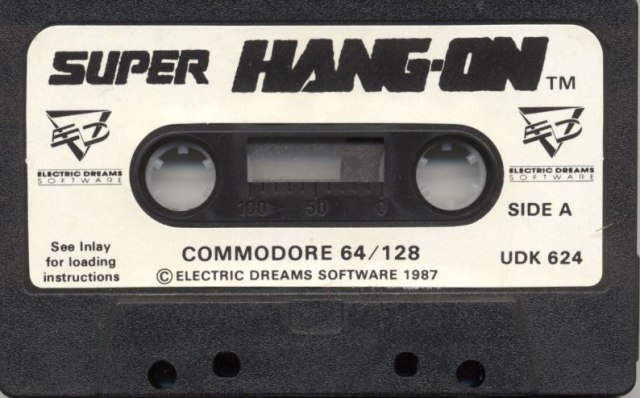 SUPER HANG-ON TM
ELECTRIC DREAMS
SOFTWARE
ELECTRIC DREAMS
SOFTWARE
100 50 0
SIDE A
See Inlay
for loading
instructions
COMMODORE 64/128
© ELECTRIC DREAMS SOFTWARE 1987
UDK 624